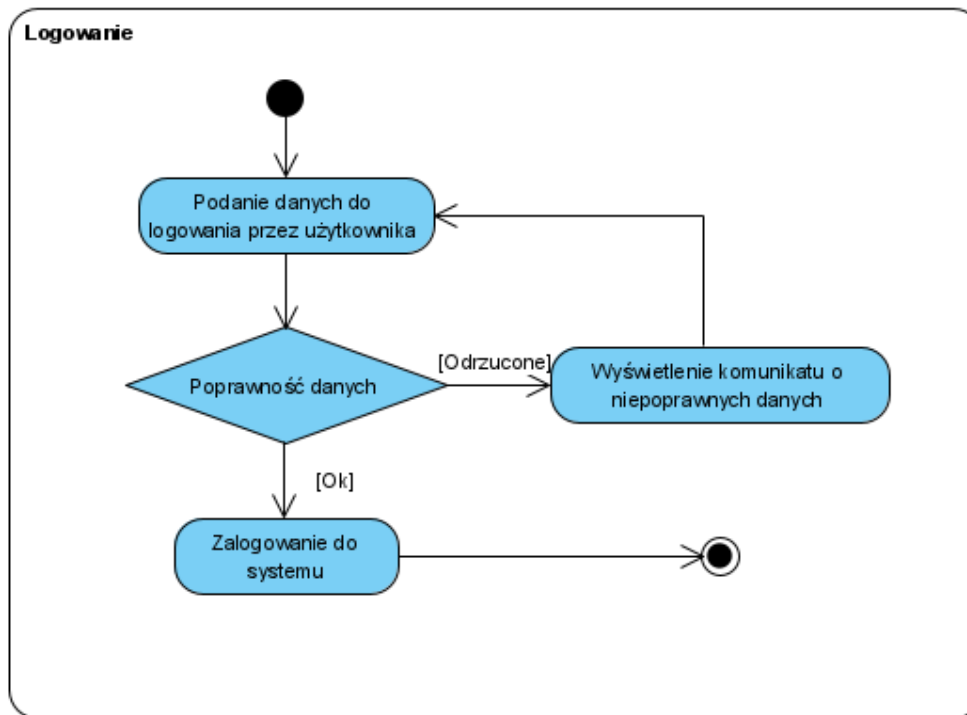 Logowanie
Podanie danych do
logowania przez użytkownika
Poprawność danych
[Odrzucone]
Wyświetlenie komunikatu o
niepoprawnych danych
[Ok]
Zalogowanie do
systemu